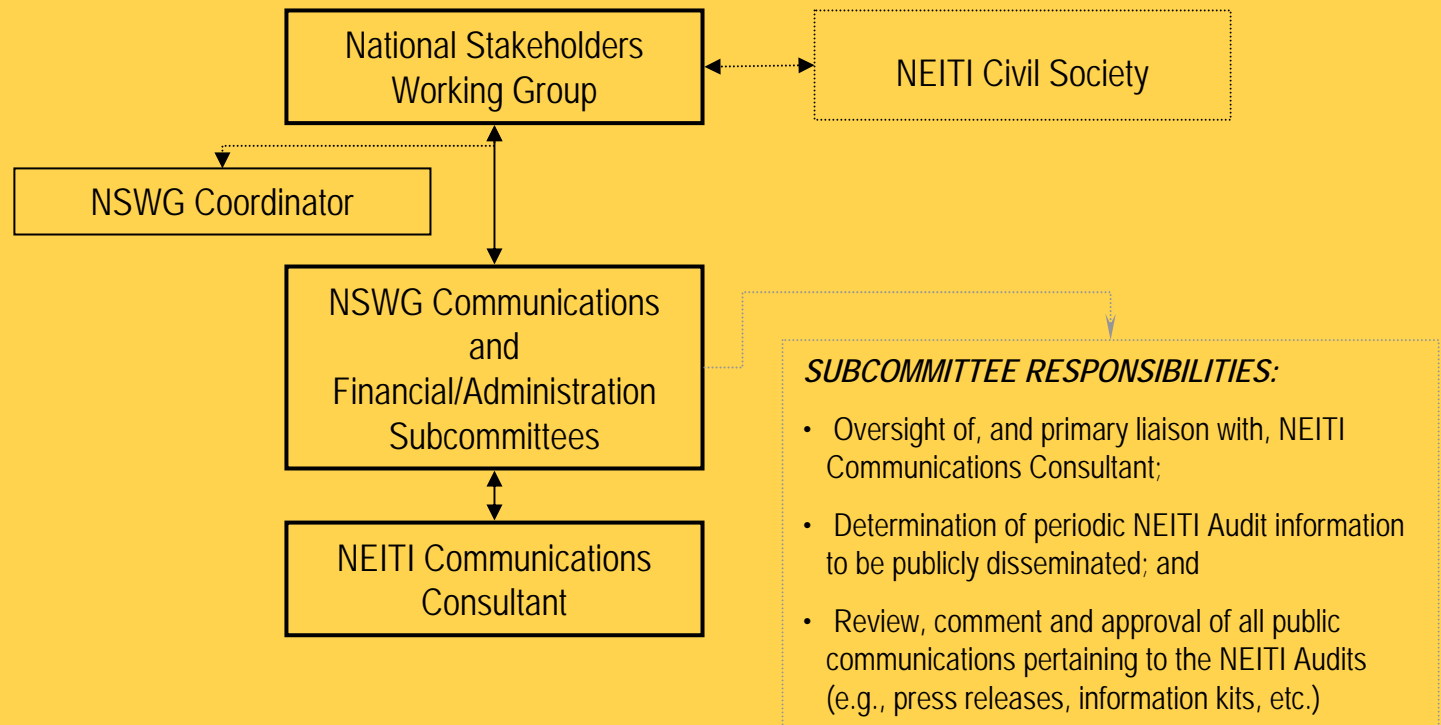 National Stakeholders
Working Group
NEITI Civil Society
NSWG Coordinator
NSWG Communications
and
Financial/Administration
Subcommittees
NEITI Communications
Consultant
SUBCOMMITTEE RESPONSIBILITIES:
• Oversight of, and primary liaison with, NEITI
Communications Consultant;
• Determination of periodic NEITI Audit information
to be publicly disseminated; and
• Review, comment and approval of all public
communications pertaining to the NEITI Audits
(e.g., press releases, information kits, etc.)